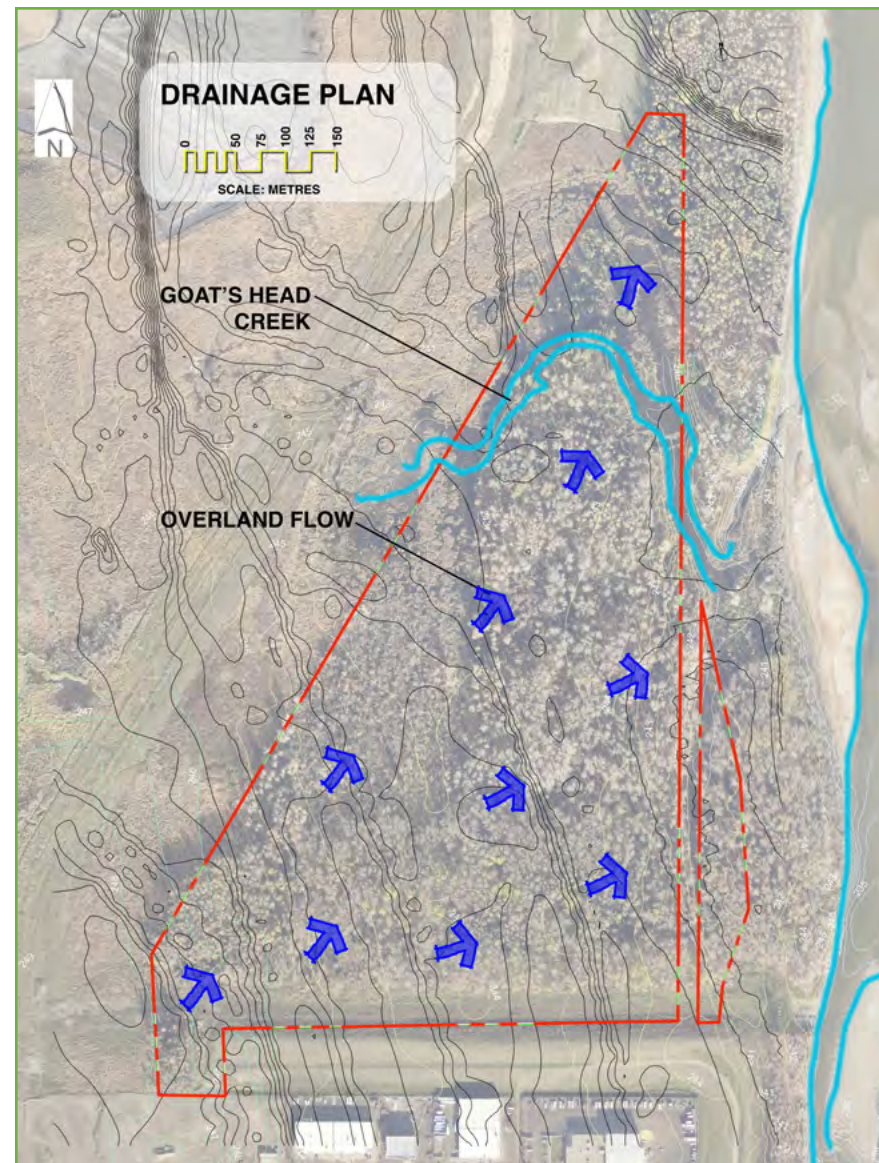 DRAINAGE PLAN
0 50 75 100 125 150
SCALE: METRES
N
GOAT'S HEAD
CREEK
OVERLAND FLOW